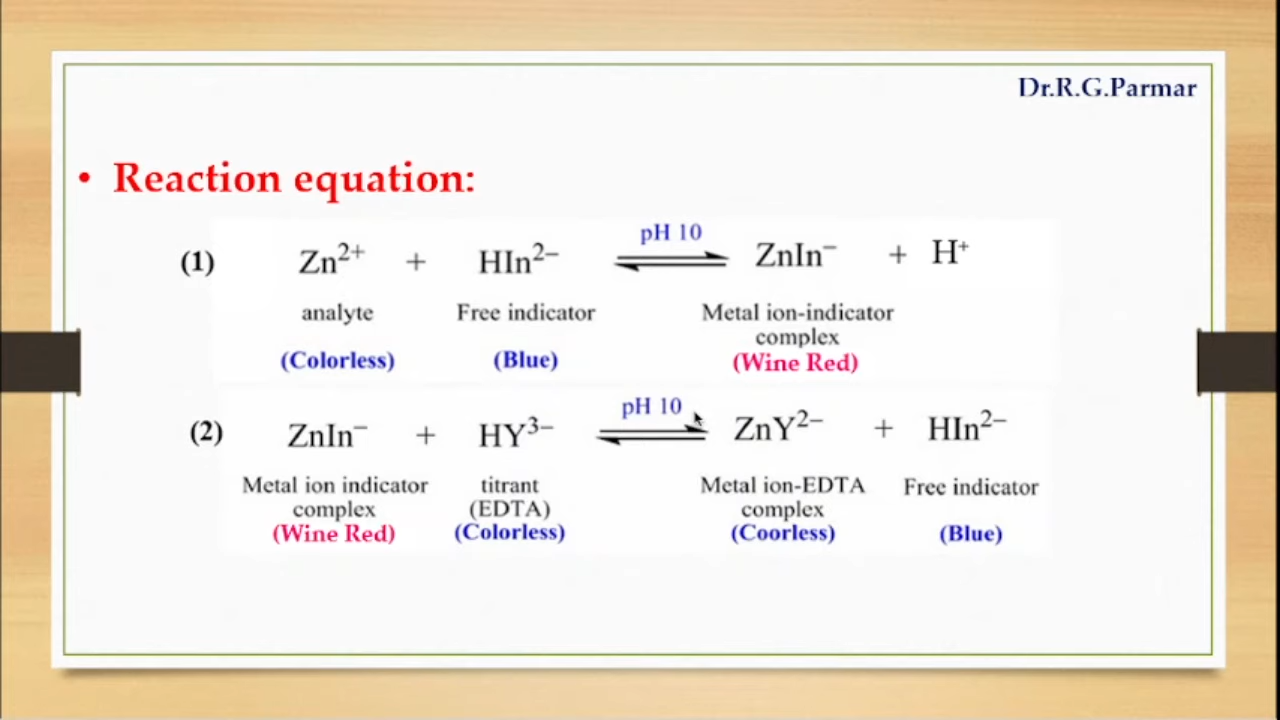 Dr.R.G.Parmar
• Reaction equation:
pH 10
(1) Zn²⁺ + HIn²⁻ ⇌ ZnIn⁻ + H⁺
analyte Free indicator Metal ion-indicator
complex
(Colorless) (Blue) (Wine Red)
pH 10
(2) ZnIn⁻ + HY³⁻ ⇌ ZnY²⁻ + HIn²⁻
Metal ion indicator titrant Metal ion-EDTA Free indicator
complex (EDTA) complex
(Wine Red) (Colorless) (Coorless) (Blue)